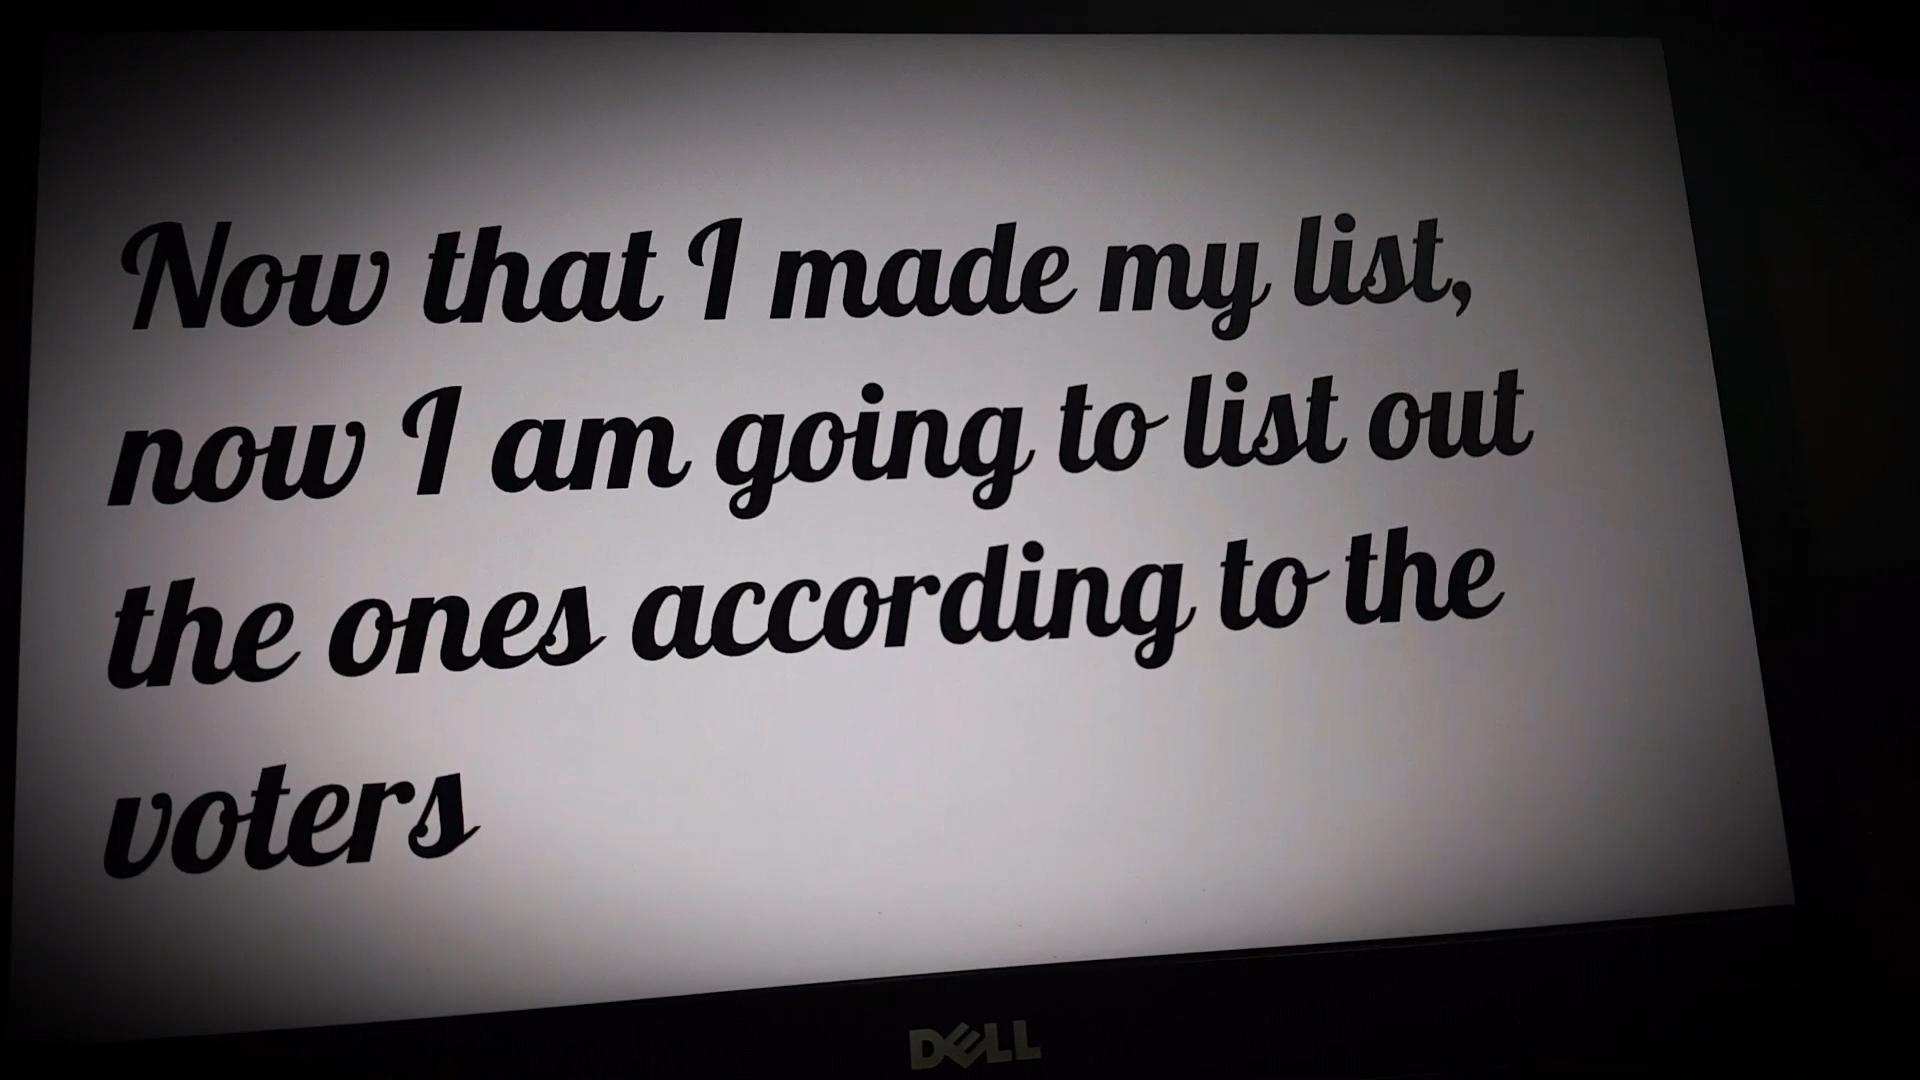 Now that I made my list,
now I am going to list out
the ones according to the
voters
DELL